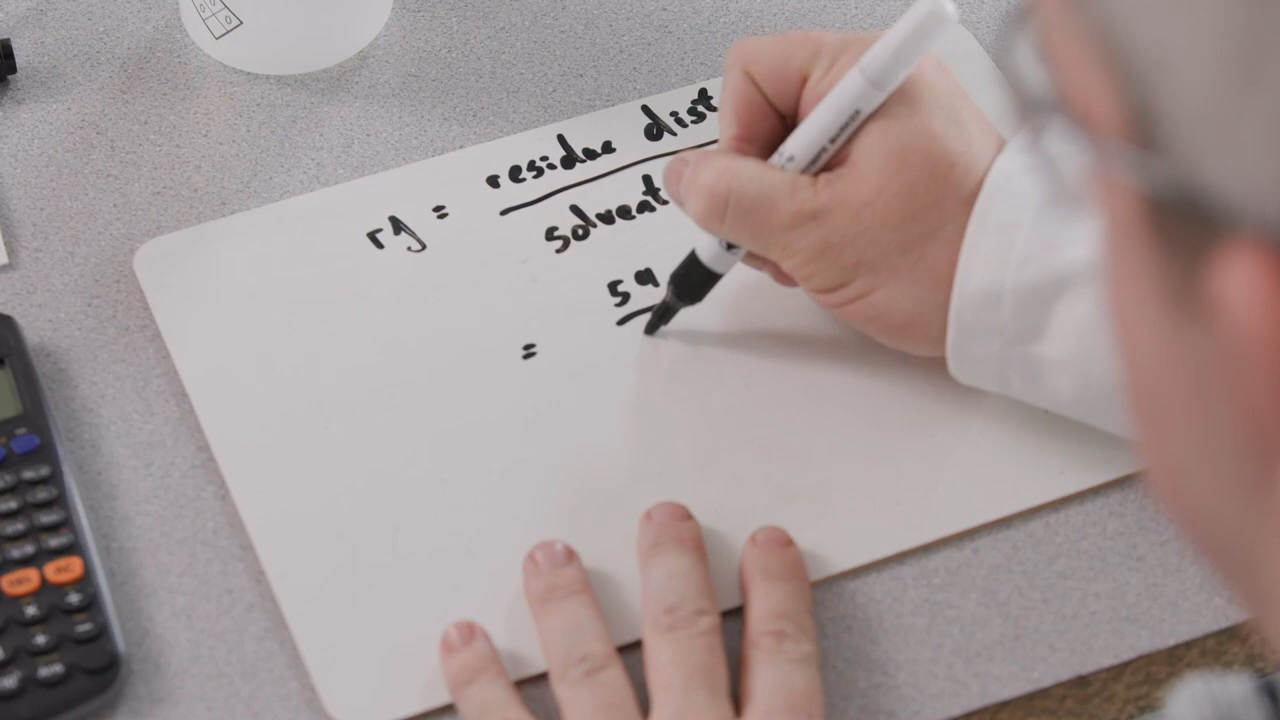 rf = residue dist
solvent
= 59